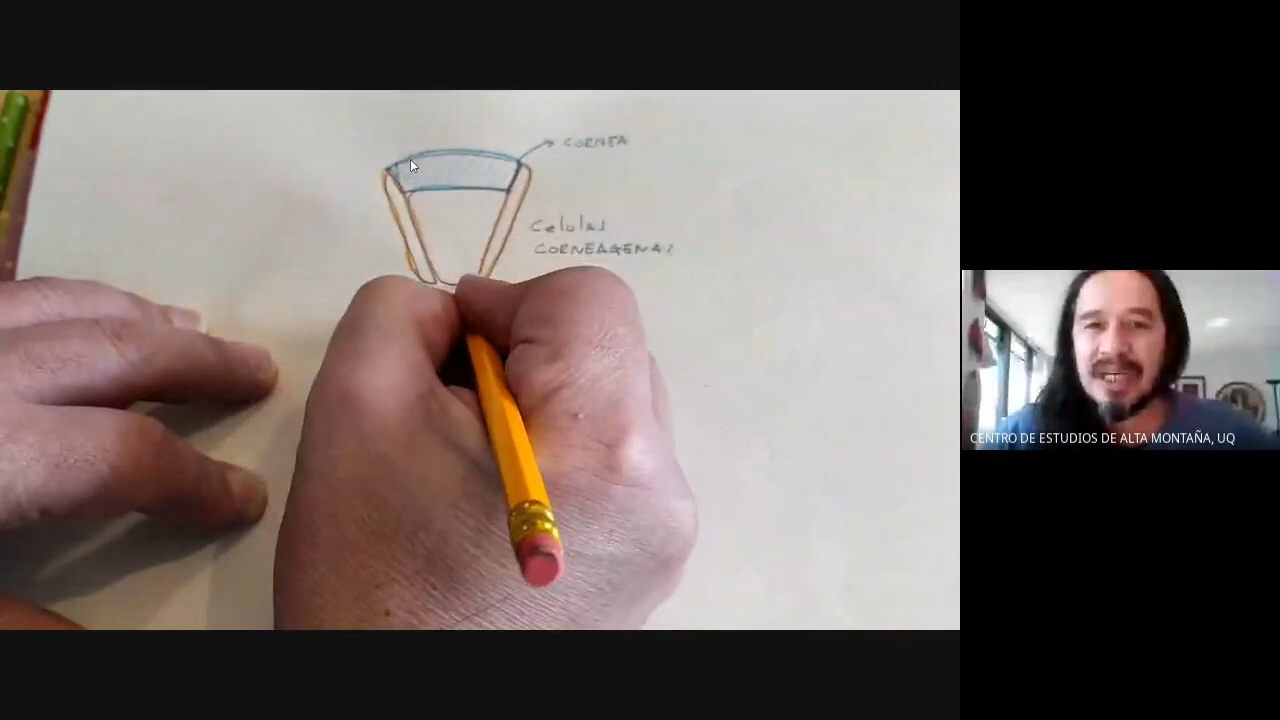 CORNEA
Celulas
CORNEAGENAS
CENTRO DE ESTUDIOS DE ALTA MONTAÑA, UQ